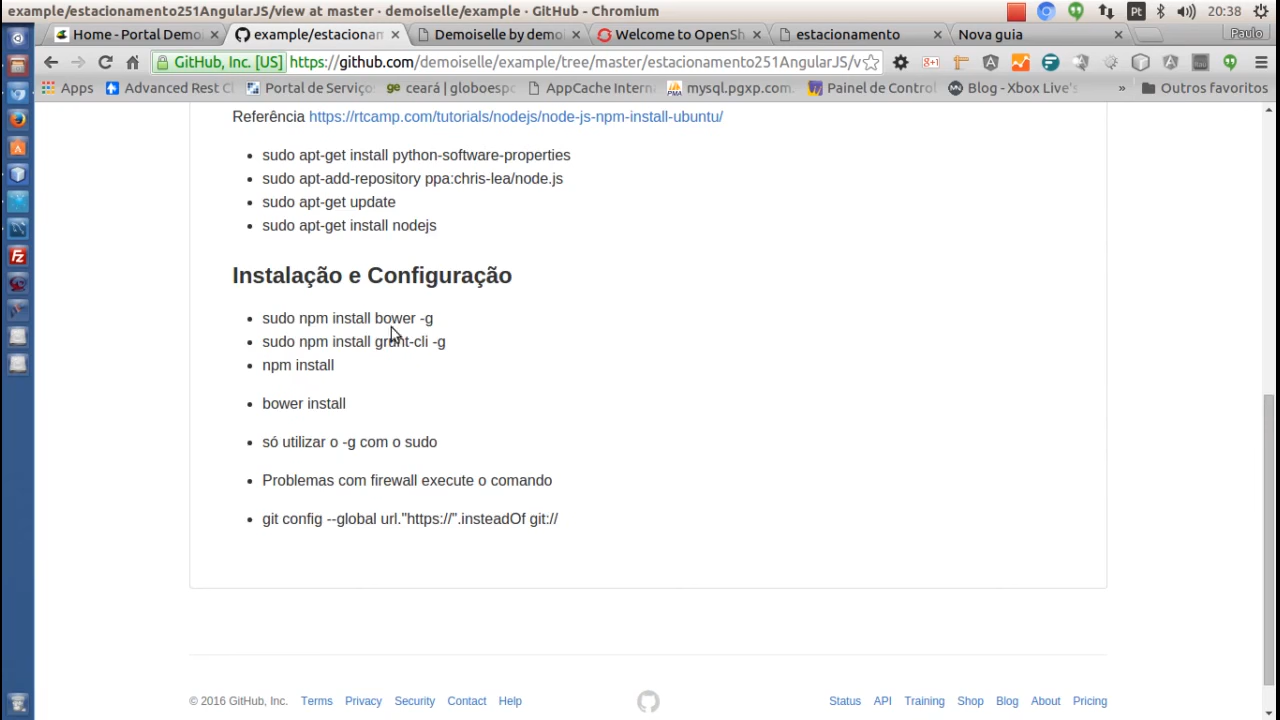 example/estacionamento251AngularJS/view at master · demoiselle/example · GitHub - Chromium
Pt
20:38
Home - Portal Demoi
example/estacionam
Demoiselle by demo
Welcome to OpenSh
estacionamento
Nova guia
Paulo
GitHub, Inc. [US]
https://github.com/demoiselle/example/tree/master/estacionamento251AngularJS/v
Apps
Advanced Rest Cl
Portal de Serviço
ceará | globoespo
AppCache Intern
mysql.pgxp.com.
Painel de Control
Blog - Xbox Live's
»
Outros favoritos
Referência https://rtcamp.com/tutorials/nodejs/node-js-npm-install-ubuntu/
• sudo apt-get install python-software-properties
• sudo apt-add-repository ppa:chris-lea/node.js
• sudo apt-get update
• sudo apt-get install nodejs
Instalação e Configuração
• sudo npm install bower -g
• sudo npm install grunt-cli -g
• npm install
• bower install
• só utilizar o -g com o sudo
• Problemas com firewall execute o comando
• git config --global url."https://".insteadOf git://
© 2016 GitHub, Inc. Terms Privacy Security Contact Help
Status API Training Shop Blog About Pricing